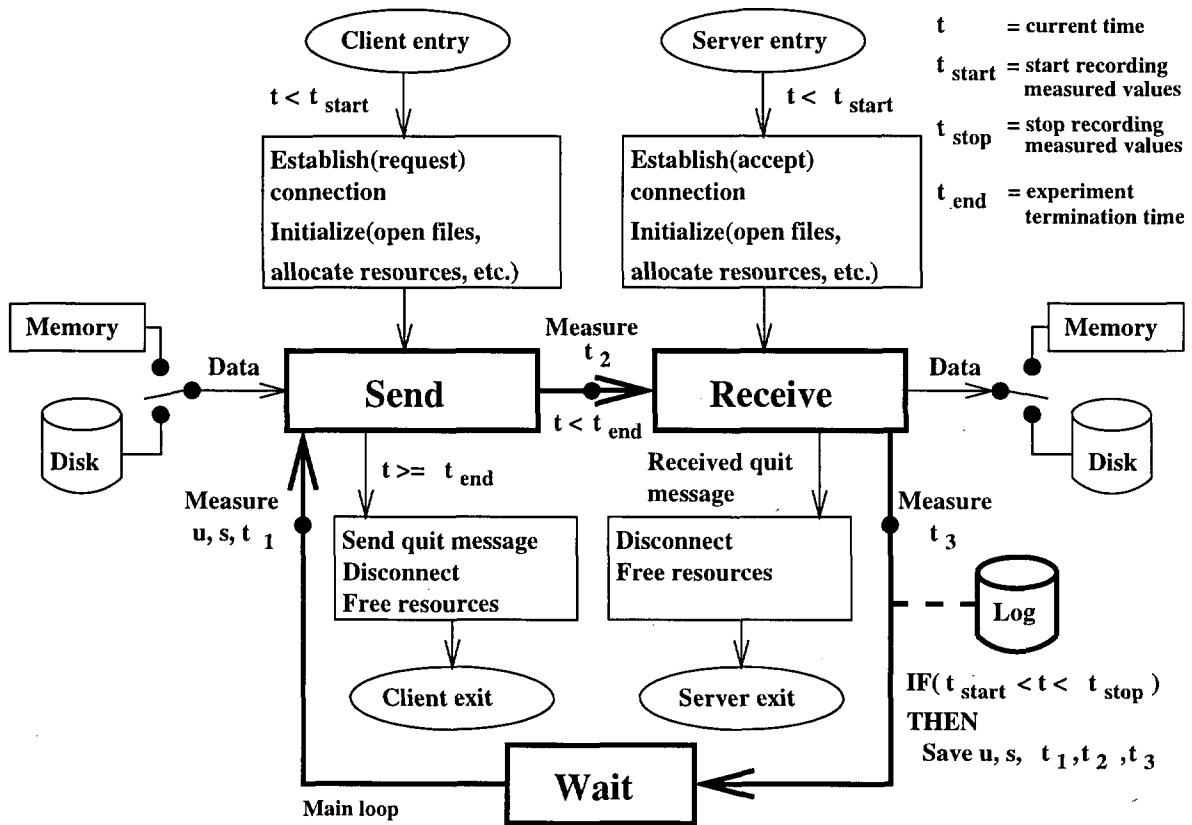 Client entry
Server entry
t = current time
t start = start recording
measured values
t stop = stop recording
measured values
t end = experiment
termination time
t < t start
t < t start
Establish(request)
connection
Initialize(open files,
allocate resources, etc.)
Establish(accept)
connection
Initialize(open files,
allocate resources, etc.)
Memory
Data
Disk
Send
Measure
t 2
t < t end
Receive
Data
Memory
Disk
t >= t end
Received quit
message
Measure
u, s, t 1
Measure
t 3
Send quit message
Disconnect
Free resources
Disconnect
Free resources
Log
Client exit
Server exit
IF( t start < t < t stop )
THEN
Save u, s, t 1 , t 2 , t 3
Wait
Main loop